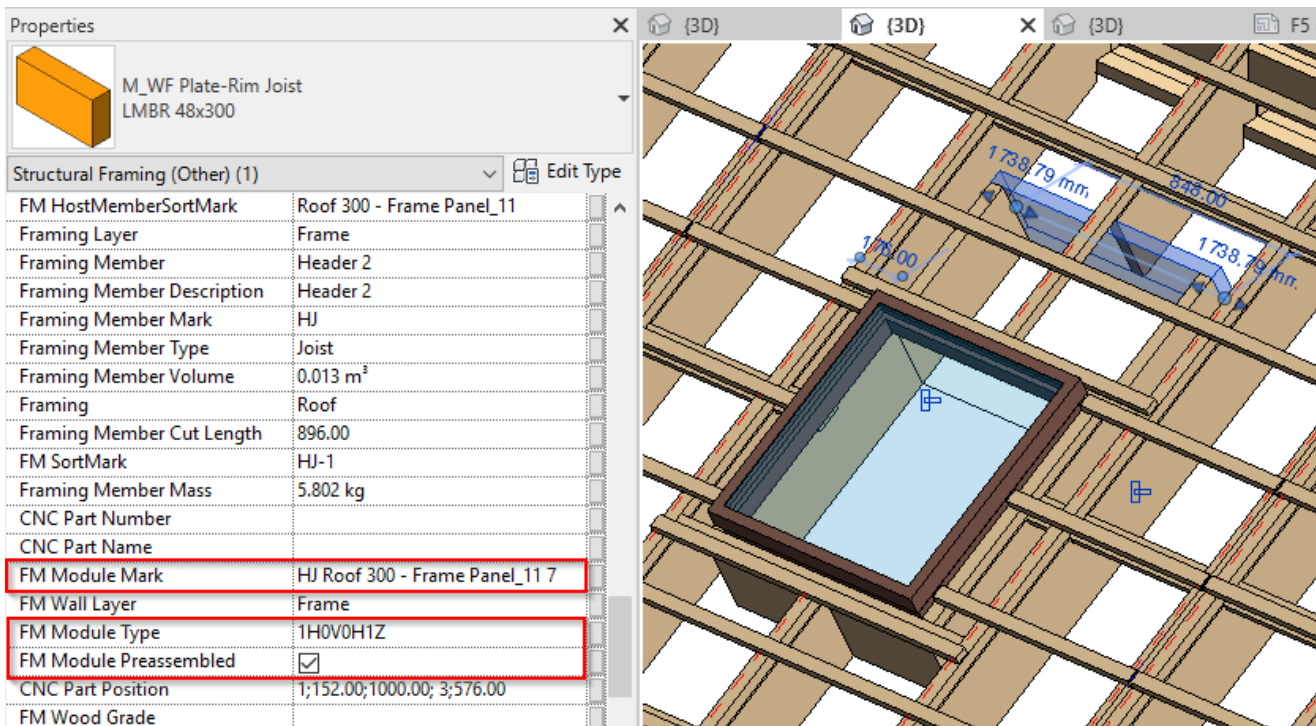 Properties
M_WF Plate-Rim Joist
LMBR 48x300
Structural Framing (Other) (1)
Edit Type
FM HostMemberSortMark Roof 300 - Frame Panel_11
Framing Layer Frame
Framing Member Header 2
Framing Member Description Header 2
Framing Member Mark HJ
Framing Member Type Joist
Framing Member Volume 0.013 m³
Framing Roof
Framing Member Cut Length 896.00
FM SortMark HJ-1
Framing Member Mass 5.802 kg
CNC Part Number
CNC Part Name
FM Module Mark HJ Roof 300 - Frame Panel_11 7
FM Wall Layer Frame
FM Module Type 1H0V0H1Z
FM Module Preassembled
CNC Part Position 1;152.00;1000.00; 3;576.00
FM Wood Grade
{3D}
{3D}
{3D}
F5
1738.79 mm
848.00
176.00
1738.79 mm